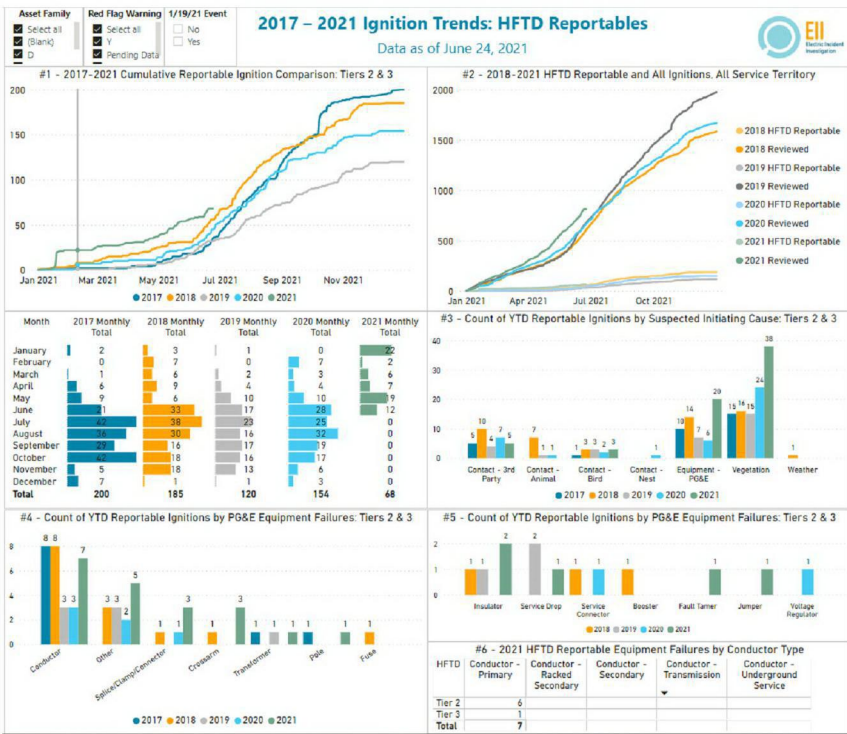 Asset Family
Select all
(Blank)
D
Red Flag Warning
Select all
Y
Pending Data
1/19/21 Event
No
Yes
2017 – 2021 Ignition Trends: HFTD Reportables
Data as of June 24, 2021
EII
Electric Incident
Investigation
#1 - 2017-2021 Cumulative Reportable Ignition Comparison: Tiers 2 & 3
200
150
100
50
0
Jan 2021 Mar 2021 May 2021 Jul 2021 Sep 2021 Nov 2021
2017 2018 2019 2020 2021
#2 - 2018-2021 HFTD Reportable and All Ignitions, All Service Territory
2000
1500
1000
500
0
Jan 2021 Apr 2021 Jul 2021 Oct 2021
2018 HFTD Reportable
2018 Reviewed
2019 HFTD Reportable
2019 Reviewed
2020 HFTD Reportable
2020 Reviewed
2021 HFTD Reportable
2021 Reviewed
Month 2017 Monthly Total 2018 Monthly Total 2019 Monthly Total 2020 Monthly Total 2021 Monthly Total
January 2 3 1 0 22
February 0 7 0 7 2
March 1 6 2 3 6
April 6 9 4 4 7
May 9 6 10 10 19
June 21 33 17 28 12
July 42 38 23 25 0
August 36 30 16 32 0
September 29 16 17 19 0
October 42 18 16 17 0
November 5 18 13 6 0
December 7 1 1 3 0
Total 200 185 120 154 68
#3 - Count of YTD Reportable Ignitions by Suspected Initiating Cause: Tiers 2 & 3
40
30
20
10
0
5 10 4 7 5
7 1 1
1 3 3 2 3
1
10 14 7 6 20
15 16 15 24 38
1
Contact - 3rd Party
Contact - Animal
Contact - Bird
Contact - Nest
Equipment - PG&E
Vegetation
Weather
2017 2018 2019 2020 2021
#4 - Count of YTD Reportable Ignitions by PG&E Equipment Failures: Tiers 2 & 3
8
6
4
2
0
8 8 3 3 7
3 3 2 5
1 1 3
1 3
1 1 1
1 1
1
Conductor
Other
Splice/Clamp/Connector
Crossarm
Transformer
Pole
Fuse
2017 2018 2019 2020 2021
#5 - Count of YTD Reportable Ignitions by PG&E Equipment Failures: Tiers 2 & 3
2
1
0
1 1 2
2 1
1 1
1
1
1
1
Insulator
Service Drop
Service Connector
Booster
Fault Tamer
Jumper
Voltage Regulator
2018 2019 2020 2021
#6 - 2021 HFTD Reportable Equipment Failures by Conductor Type
HFTD Conductor - Primary Conductor - Racked Secondary Conductor - Secondary Conductor - Transmission Conductor - Underground Service
Tier 2 6
Tier 3 1
Total 7